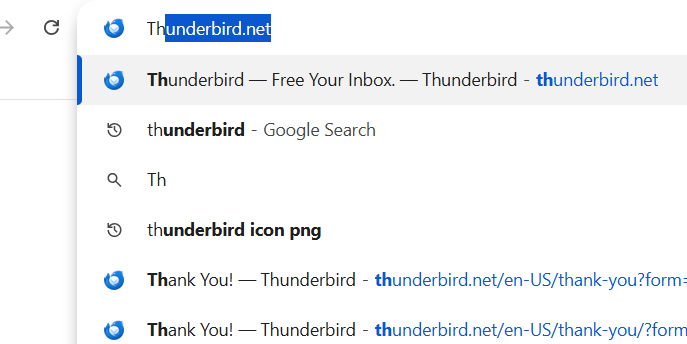 Thunderbird.net
Thunderbird — Free Your Inbox. — Thunderbird - thunderbird.net
thunderbird - Google Search
Th
thunderbird icon png
Thank You! — Thunderbird - thunderbird.net/en-US/thank-you?form=
Thank You! — Thunderbird - thunderbird.net/en-US/thank-you/?form